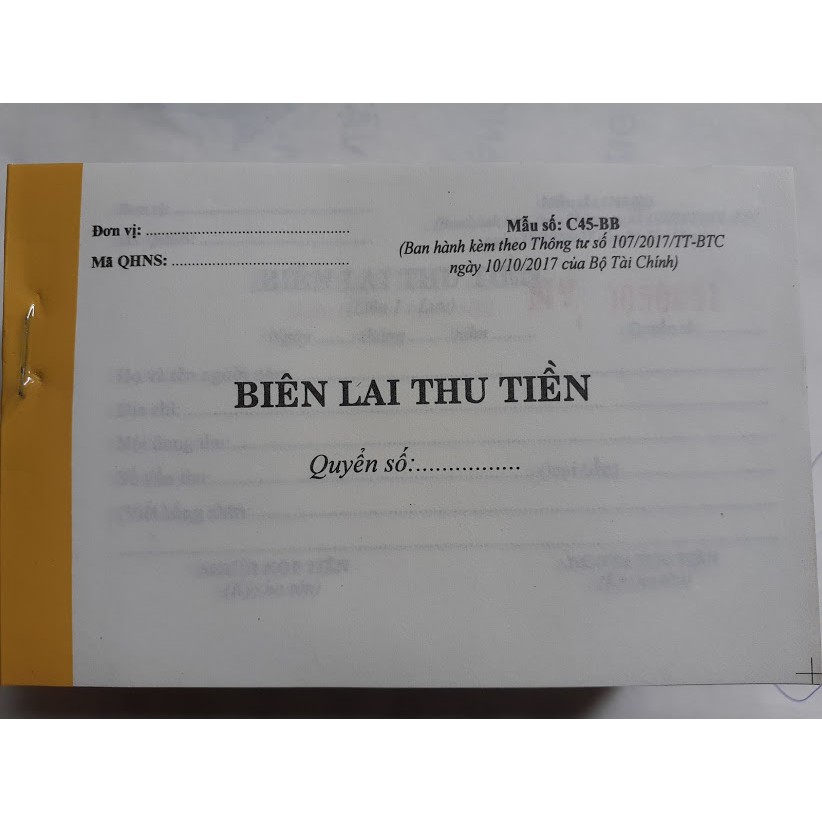 Đơn vị: ....................................................
Mã QHNS: .............................................
Mẫu số: C45-BB
(Ban hành kèm theo Thông tư số 107/2017/TT-BTC
ngày 10/10/2017 của Bộ Tài Chính)
BIÊN LAI THU TIỀN
Quyển số:................